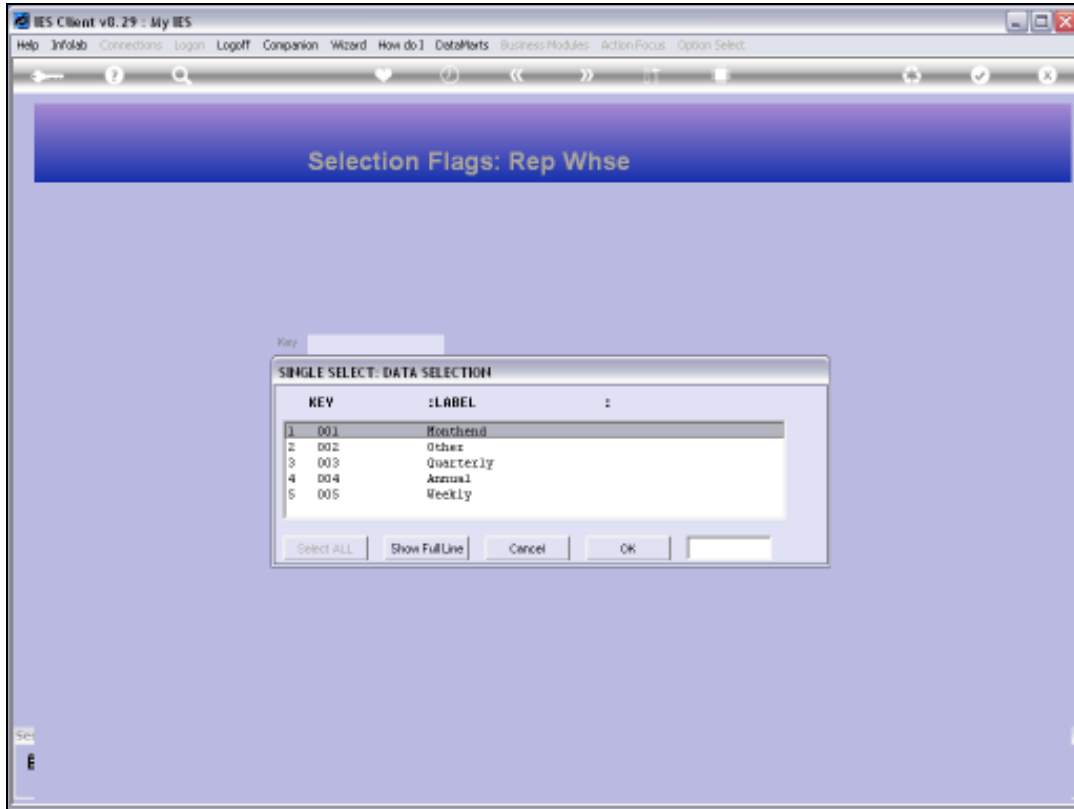 IES Client v8.29 : My IES
Help Infolab Connections Logon Logoff Companion Wizard How do I DataMarts Business Modules Action Focus Option Select
Selection Flags: Rep Whse
Key
SINGLE SELECT: DATA SELECTION
KEY :LABEL :
1 001 Monthend
2 002 Other
3 003 Quarterly
4 004 Annual
5 005 Weekly
Select ALL Show Full Line Cancel OK